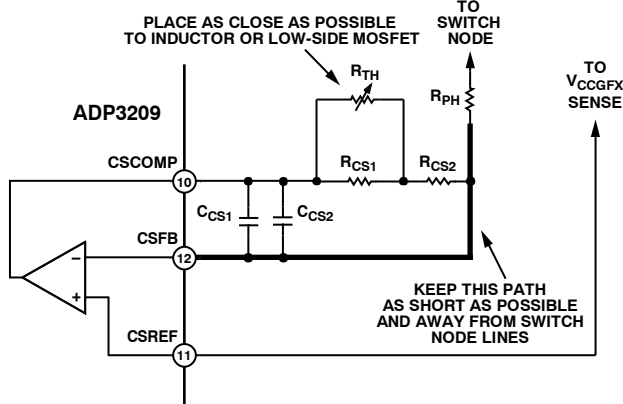 PLACE AS CLOSE AS POSSIBLE
TO INDUCTOR OR LOW-SIDE MOSFET
TO
SWITCH
NODE
TO
VCCGFX
SENSE
RTH
RPH
ADP3209
CSCOMP
10
RCS1
RCS2
CCS1
CCS2
CSFB
12
−
+
KEEP THIS PATH
AS SHORT AS POSSIBLE
AND AWAY FROM SWITCH
NODE LINES
CSREF
11